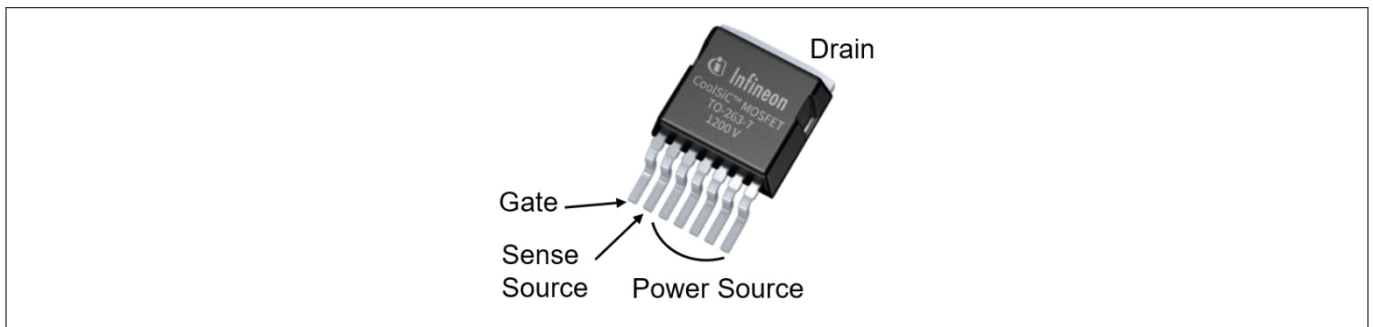 Drain
Infineon
CoolSiC™ MOSFET
TO-263-7
1200 V
Gate
Sense
Source
Power Source